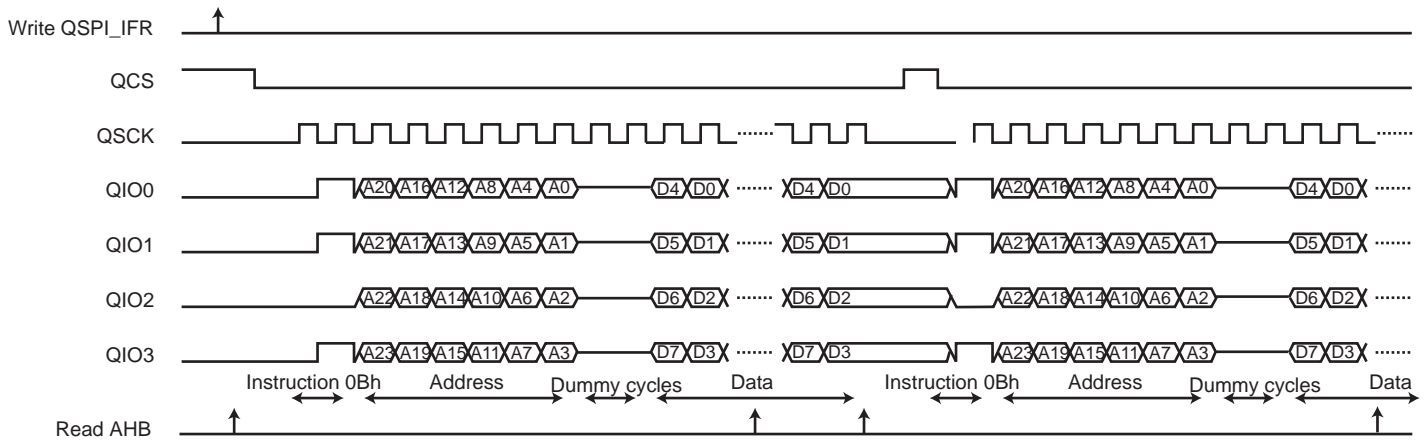 Write QSPI_IFR
QCS
QSCK
QIO0 A20 A16 A12 A8 A4 A0 D4 D0 D4 D0 A20 A16 A12 A8 A4 A0 D4 D0
QIO1 A21 A17 A13 A9 A5 A1 D5 D1 D5 D1 A21 A17 A13 A9 A5 A1 D5 D1
QIO2 A22 A18 A14 A10 A6 A2 D6 D2 D6 D2 A22 A18 A14 A10 A6 A2 D6 D2
QIO3 A23 A19 A15 A11 A7 A3 D7 D3 D7 D3 A23 A19 A15 A11 A7 A3 D7 D3
Instruction 0Bh Address Dummy cycles Data Instruction 0Bh Address Dummy cycles Data
Read AHB